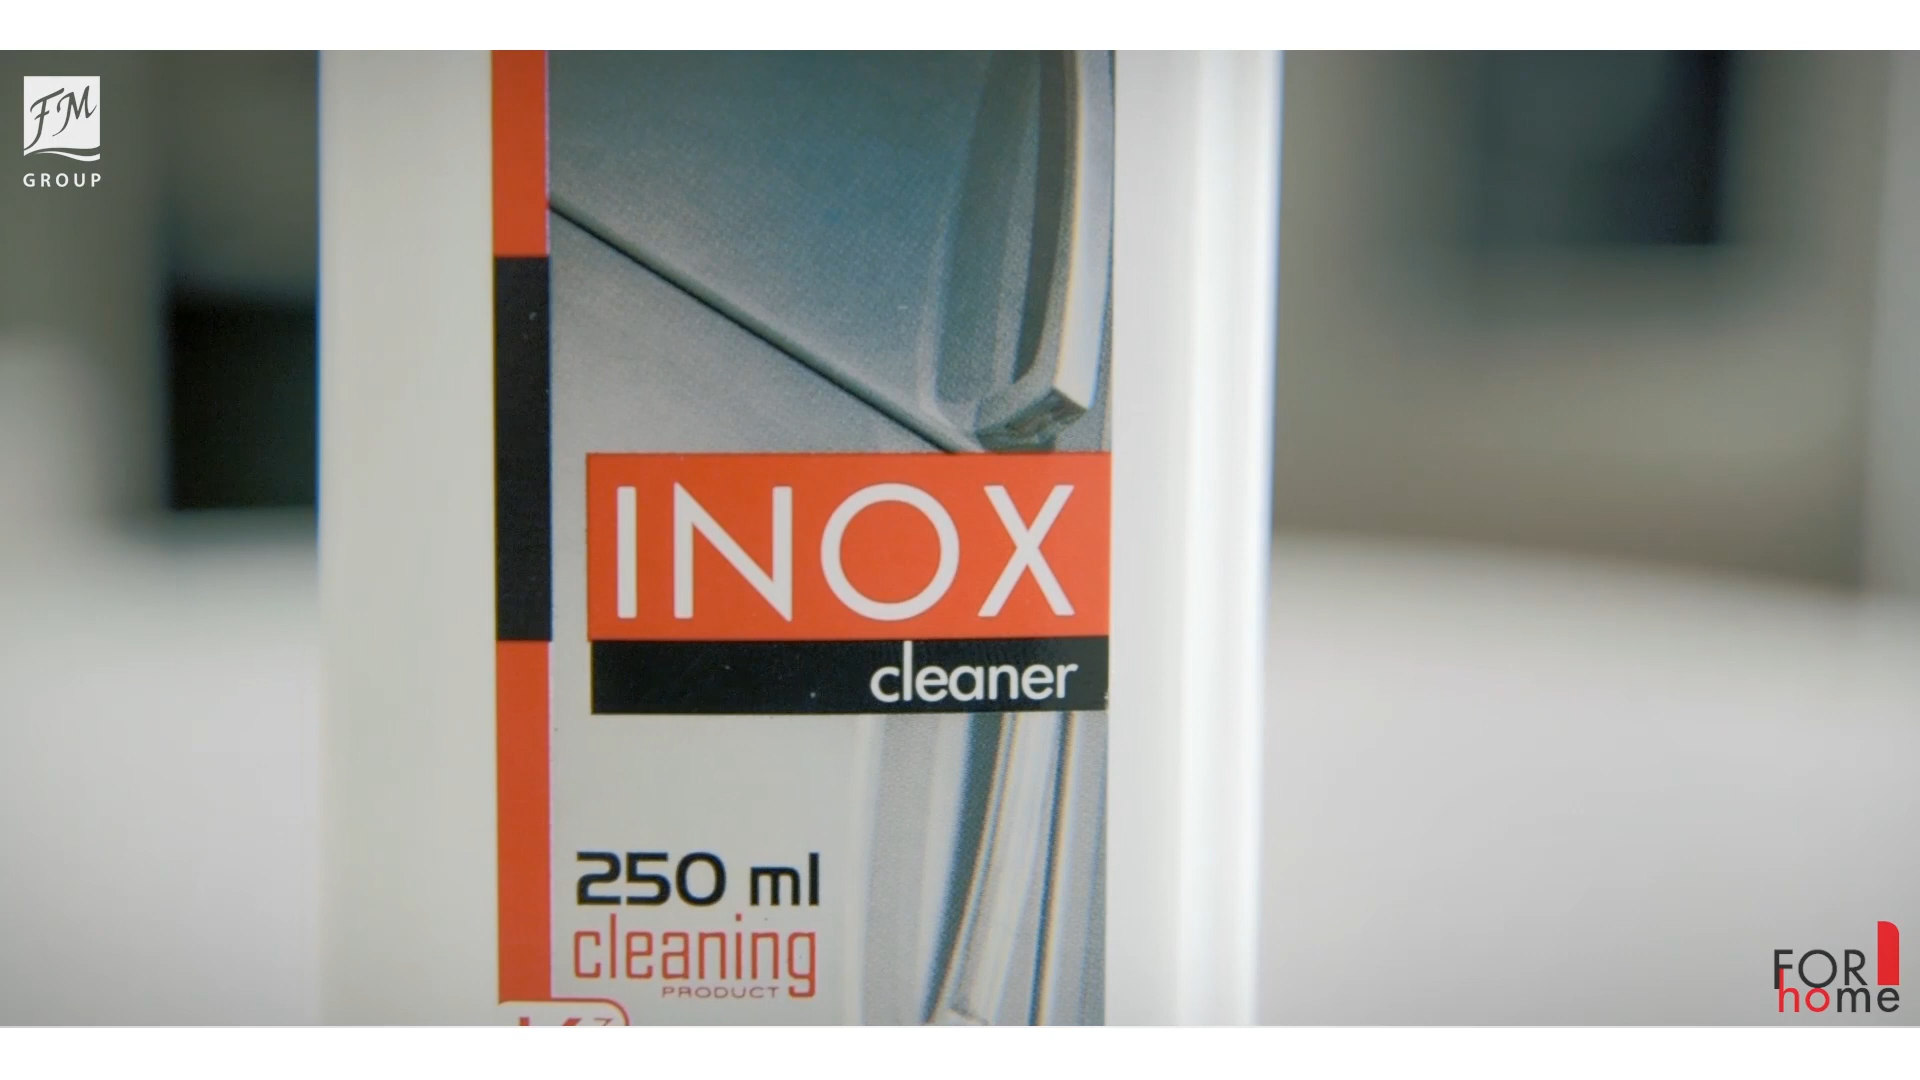 FM
GROUP
INOX
cleaner
250 ml
cleaning
PRODUCT
FOR
home